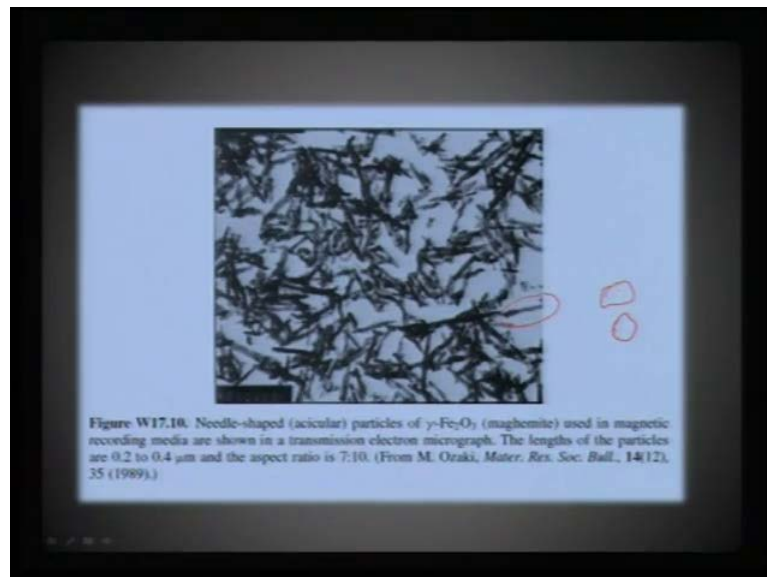 Figure W17.10. Needle-shaped (acicular) particles of γ-Fe₂O₃ (maghemite) used in magnetic
recording media are shown in a transmission electron micrograph. The lengths of the particles
are 0.2 to 0.4 μm and the aspect ratio is 7:10. (From M. Ozaki, Mater. Res. Soc. Bull., 14(12),
35 (1989).)